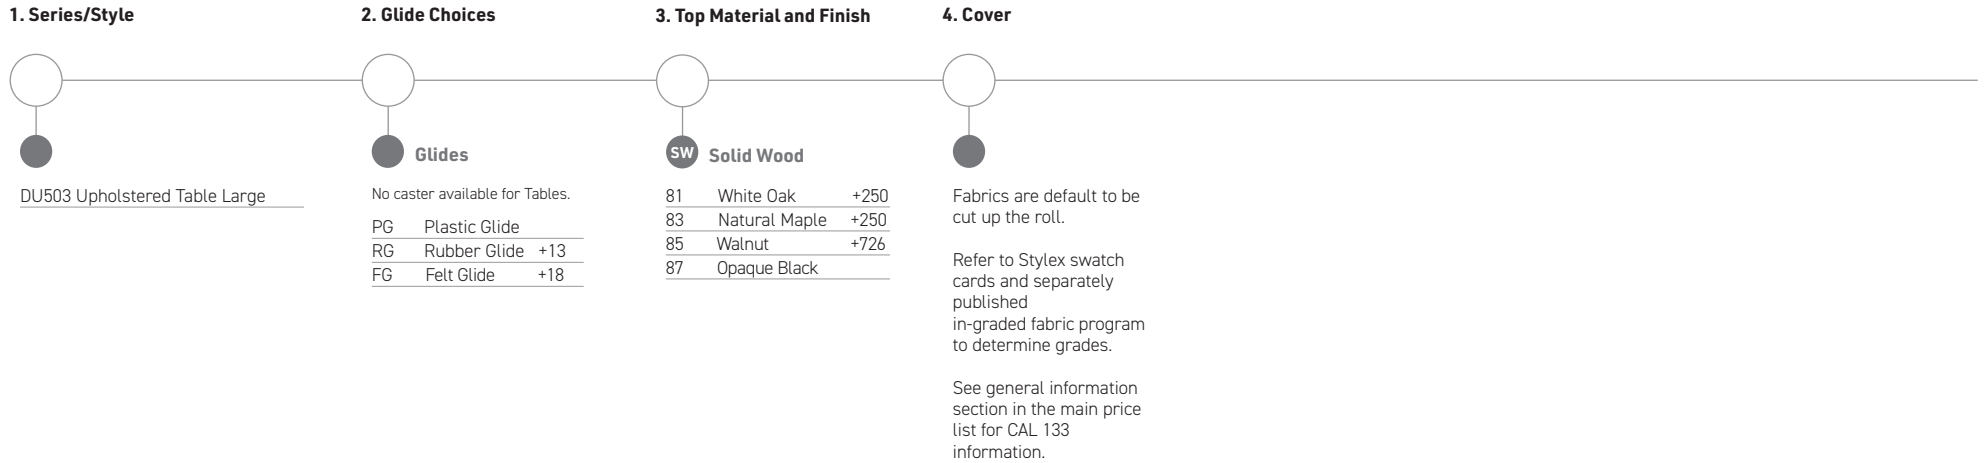 1. Series/Style
2. Glide Choices
3. Top Material and Finish
4. Cover
DU503 Upholstered Table Large
Glides
No caster available for Tables.
PG Plastic Glide
RG Rubber Glide +13
FG Felt Glide +18
SW Solid Wood
81 White Oak +250
83 Natural Maple +250
85 Walnut +726
87 Opaque Black
Fabrics are default to be
cut up the roll.
Refer to Stylex swatch
cards and separately
published
in-graded fabric program
to determine grades.
See general information
section in the main price
list for CAL 133
information.